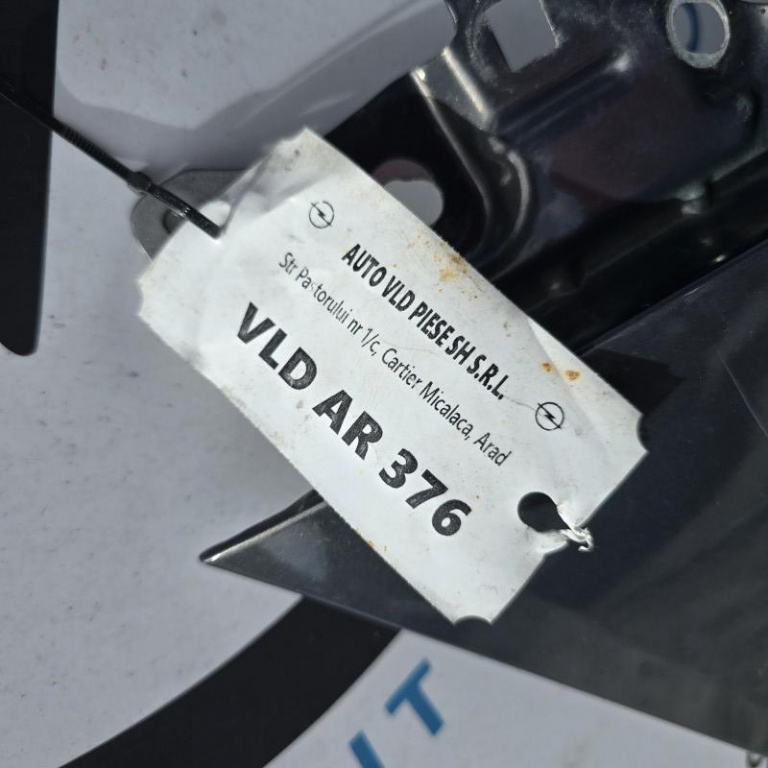 AUTO VLD PIESE SH S.R.L.
Str Pastorului nr 1/c, Cartier Micalaca, Arad
VLD AR 376